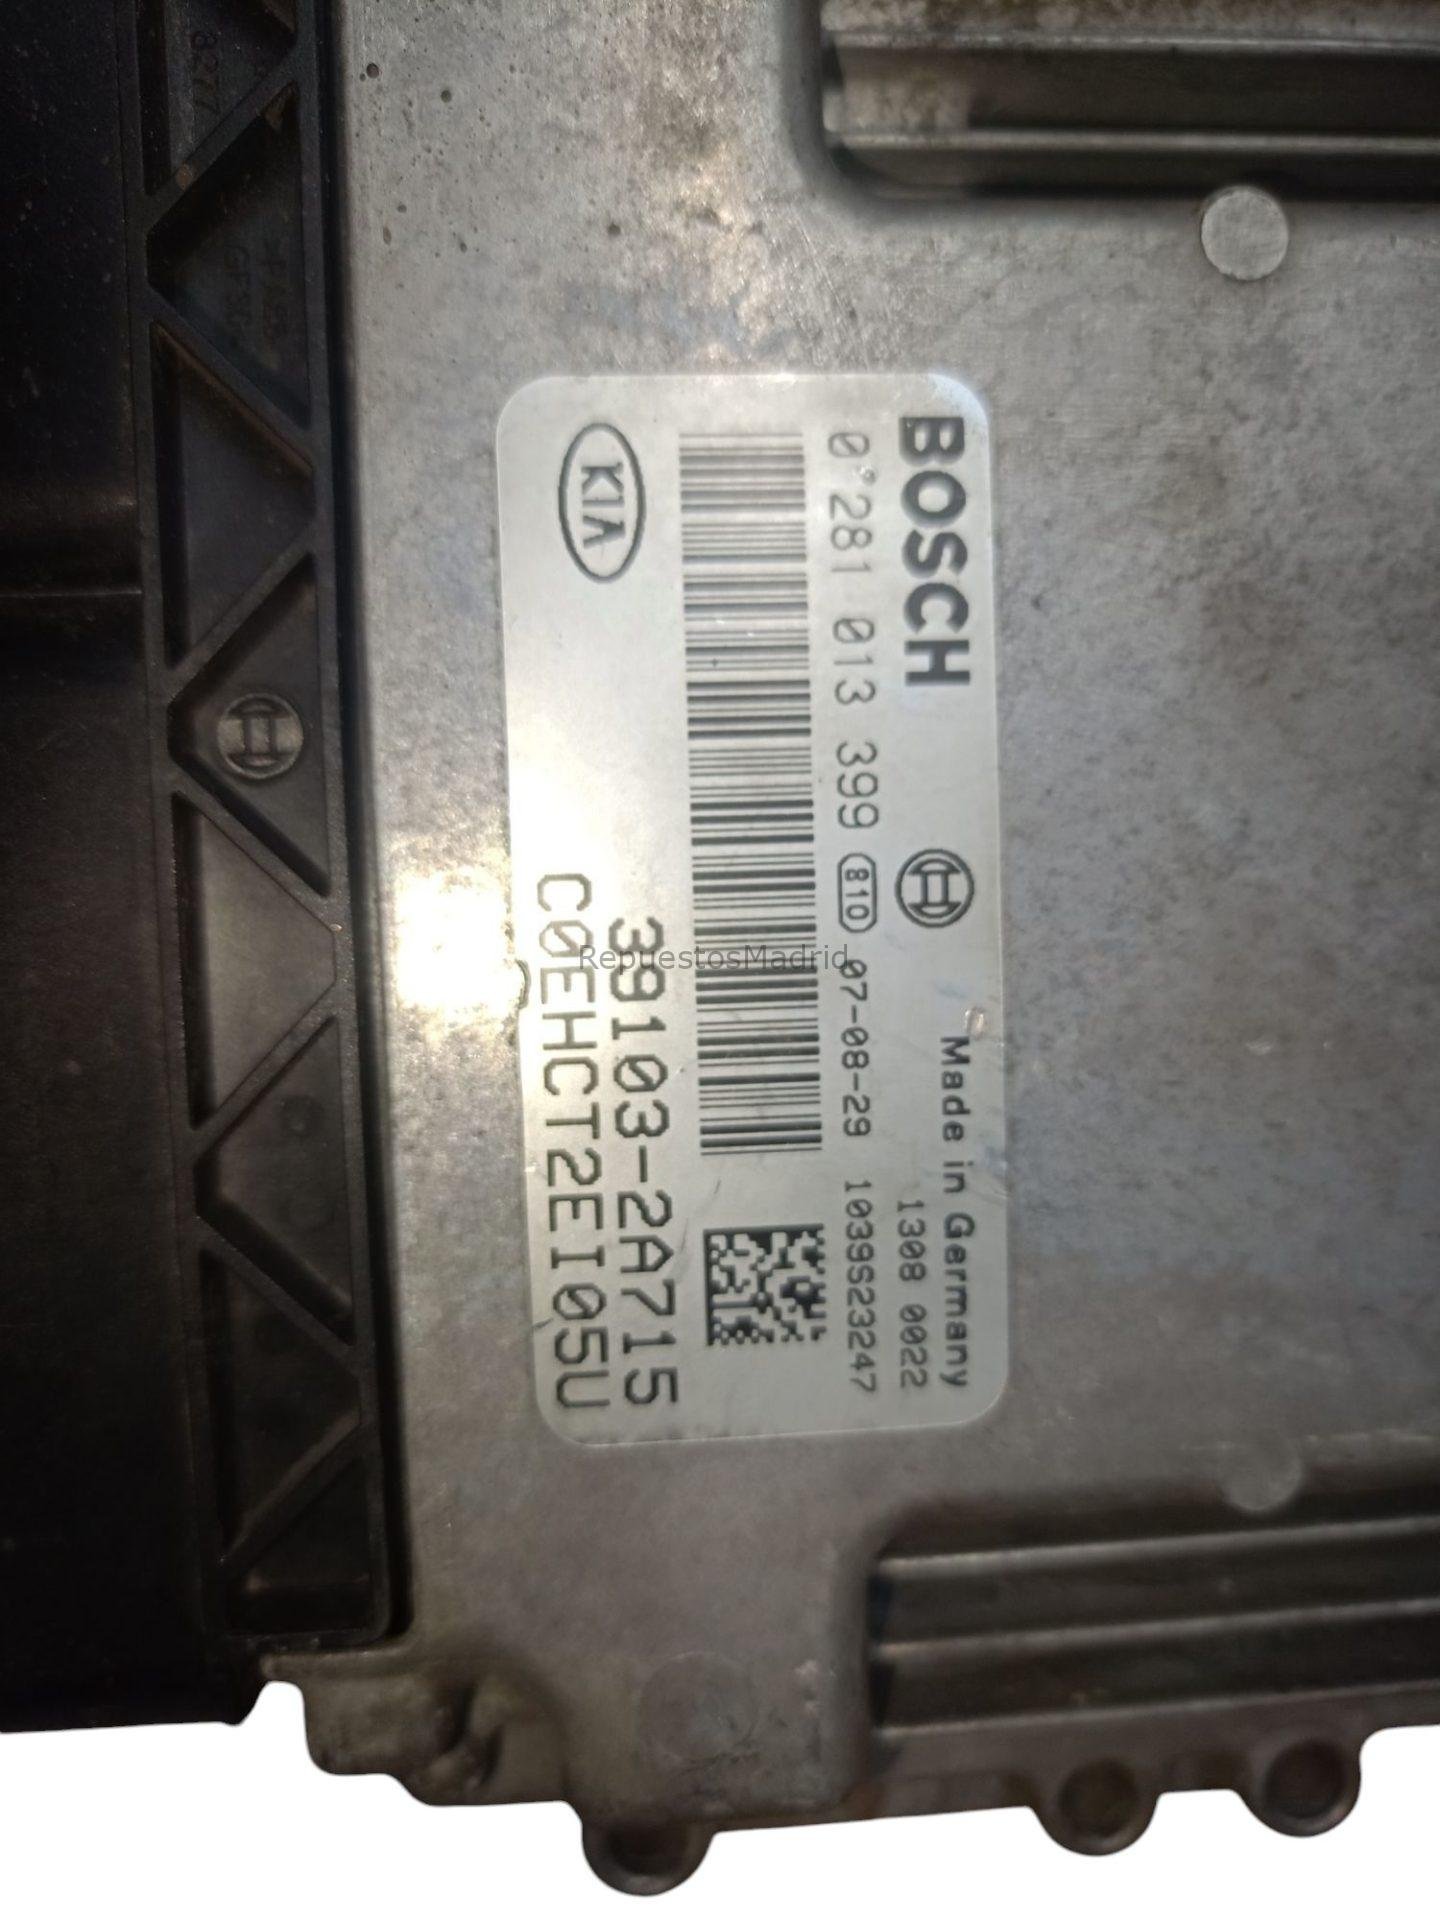 BOSCH
Made in Germany
1308 0022
0 281 013 399 810 07-08-29 1039S23247
KIA
39103-2A715
C0EHCT2EI05U
RepuestosMadrid